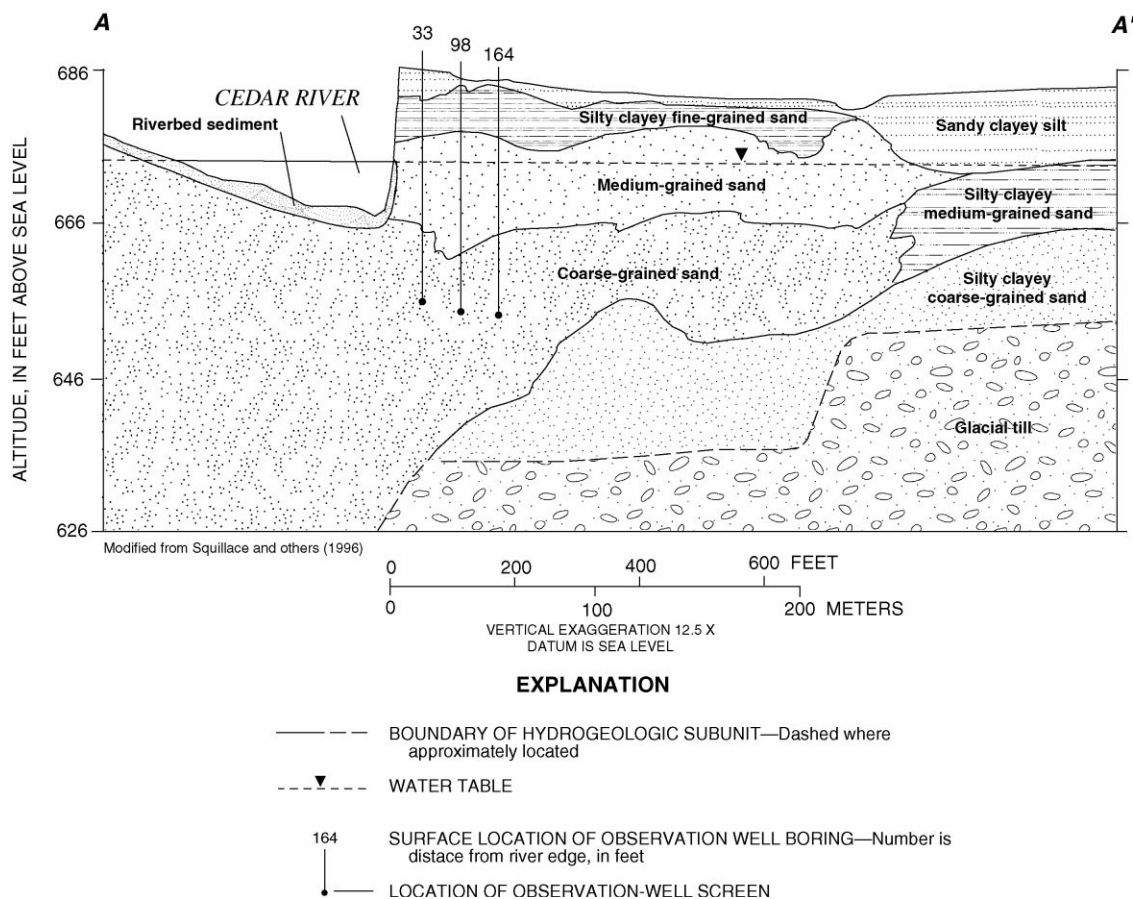 A
A'
33
98
164
686
CEDAR RIVER
Riverbed sediment
Silty clayey fine-grained sand
Sandy clayey silt
Medium-grained sand
Silty clayey
medium-grained sand
666
Coarse-grained sand
Silty clayey
coarse-grained sand
646
Glacial till
626
ALTITUDE, IN FEET ABOVE SEA LEVEL
Modified from Squillace and others (1996)
0 200 400 600 FEET
0 100 200 METERS
VERTICAL EXAGGERATION 12.5 X
DATUM IS SEA LEVEL
EXPLANATION
BOUNDARY OF HYDROGEOLOGIC SUBUNIT—Dashed where
approximately located
WATER TABLE
164 SURFACE LOCATION OF OBSERVATION WELL BORING—Number is
distace from river edge, in feet
LOCATION OF OBSERVATION-WELL SCREEN